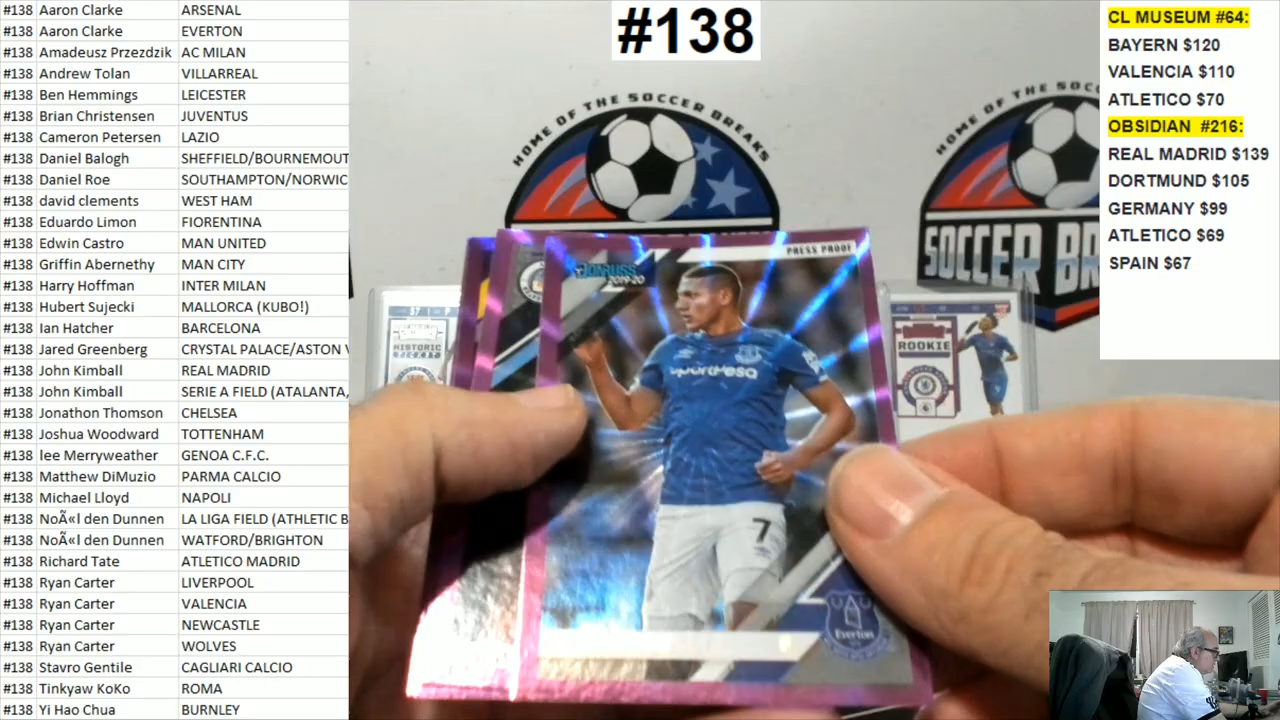 #138 Aaron Clarke ARSENAL
#138 Aaron Clarke EVERTON
#138 Amadeusz Przedzik AC MILAN
#138 Andrew Tolan VILLARREAL
#138 Ben Hemmings LEICESTER
#138 Brian Christensen JUVENTUS
#138 Cameron Petersen LAZIO
#138 Daniel Balogh SHEFFIELD/BOURNEMOUT
#138 Daniel Roe SOUTHAMPTON/NORWIC
#138 david clements WEST HAM
#138 Eduardo Limon FIORENTINA
#138 Edwin Castro MAN UNITED
#138 Griffin Abernethy MAN CITY
#138 Harry Hoffman INTER MILAN
#138 Hubert Sujecki MALLORCA (KUBO!)
#138 Ian Hatcher BARCELONA
#138 Jared Greenberg CRYSTAL PALACE/ASTON V
#138 John Kimball REAL MADRID
#138 John Kimball SERIE A FIELD (ATALANTA,
#138 Jonathon Thomson CHELSEA
#138 Joshua Woodward TOTTENHAM
#138 lee Merryweather GENOA C.F.C.
#138 Matthew DiMuzio PARMA CALCIO
#138 Michael Lloyd NAPOLI
#138 NoÃ«l den Dunnen LA LIGA FIELD (ATHLETIC B
#138 NoÃ«l den Dunnen WATFORD/BRIGHTON
#138 Richard Tate ATLETICO MADRID
#138 Ryan Carter LIVERPOOL
#138 Ryan Carter VALENCIA
#138 Ryan Carter NEWCASTLE
#138 Ryan Carter WOLVES
#138 Stavro Gentile CAGLIARI CALCIO
#138 Tinkyaw KoKo ROMA
#138 Yi Hao Chua BURNLEY
#138
HOME OF THE SOCCER BREAKS
HOME OF THE
SOCCER BR
PRESS PROOF
DONRUSS
2019-20
SportPesa
7
Everton
97
HISTORIC
ROOKIE
CL MUSEUM #64:
BAYERN $120
VALENCIA $110
ATLETICO $70
OBSIDIAN #216:
REAL MADRID $139
DORTMUND $105
GERMANY $99
ATLETICO $69
SPAIN $67